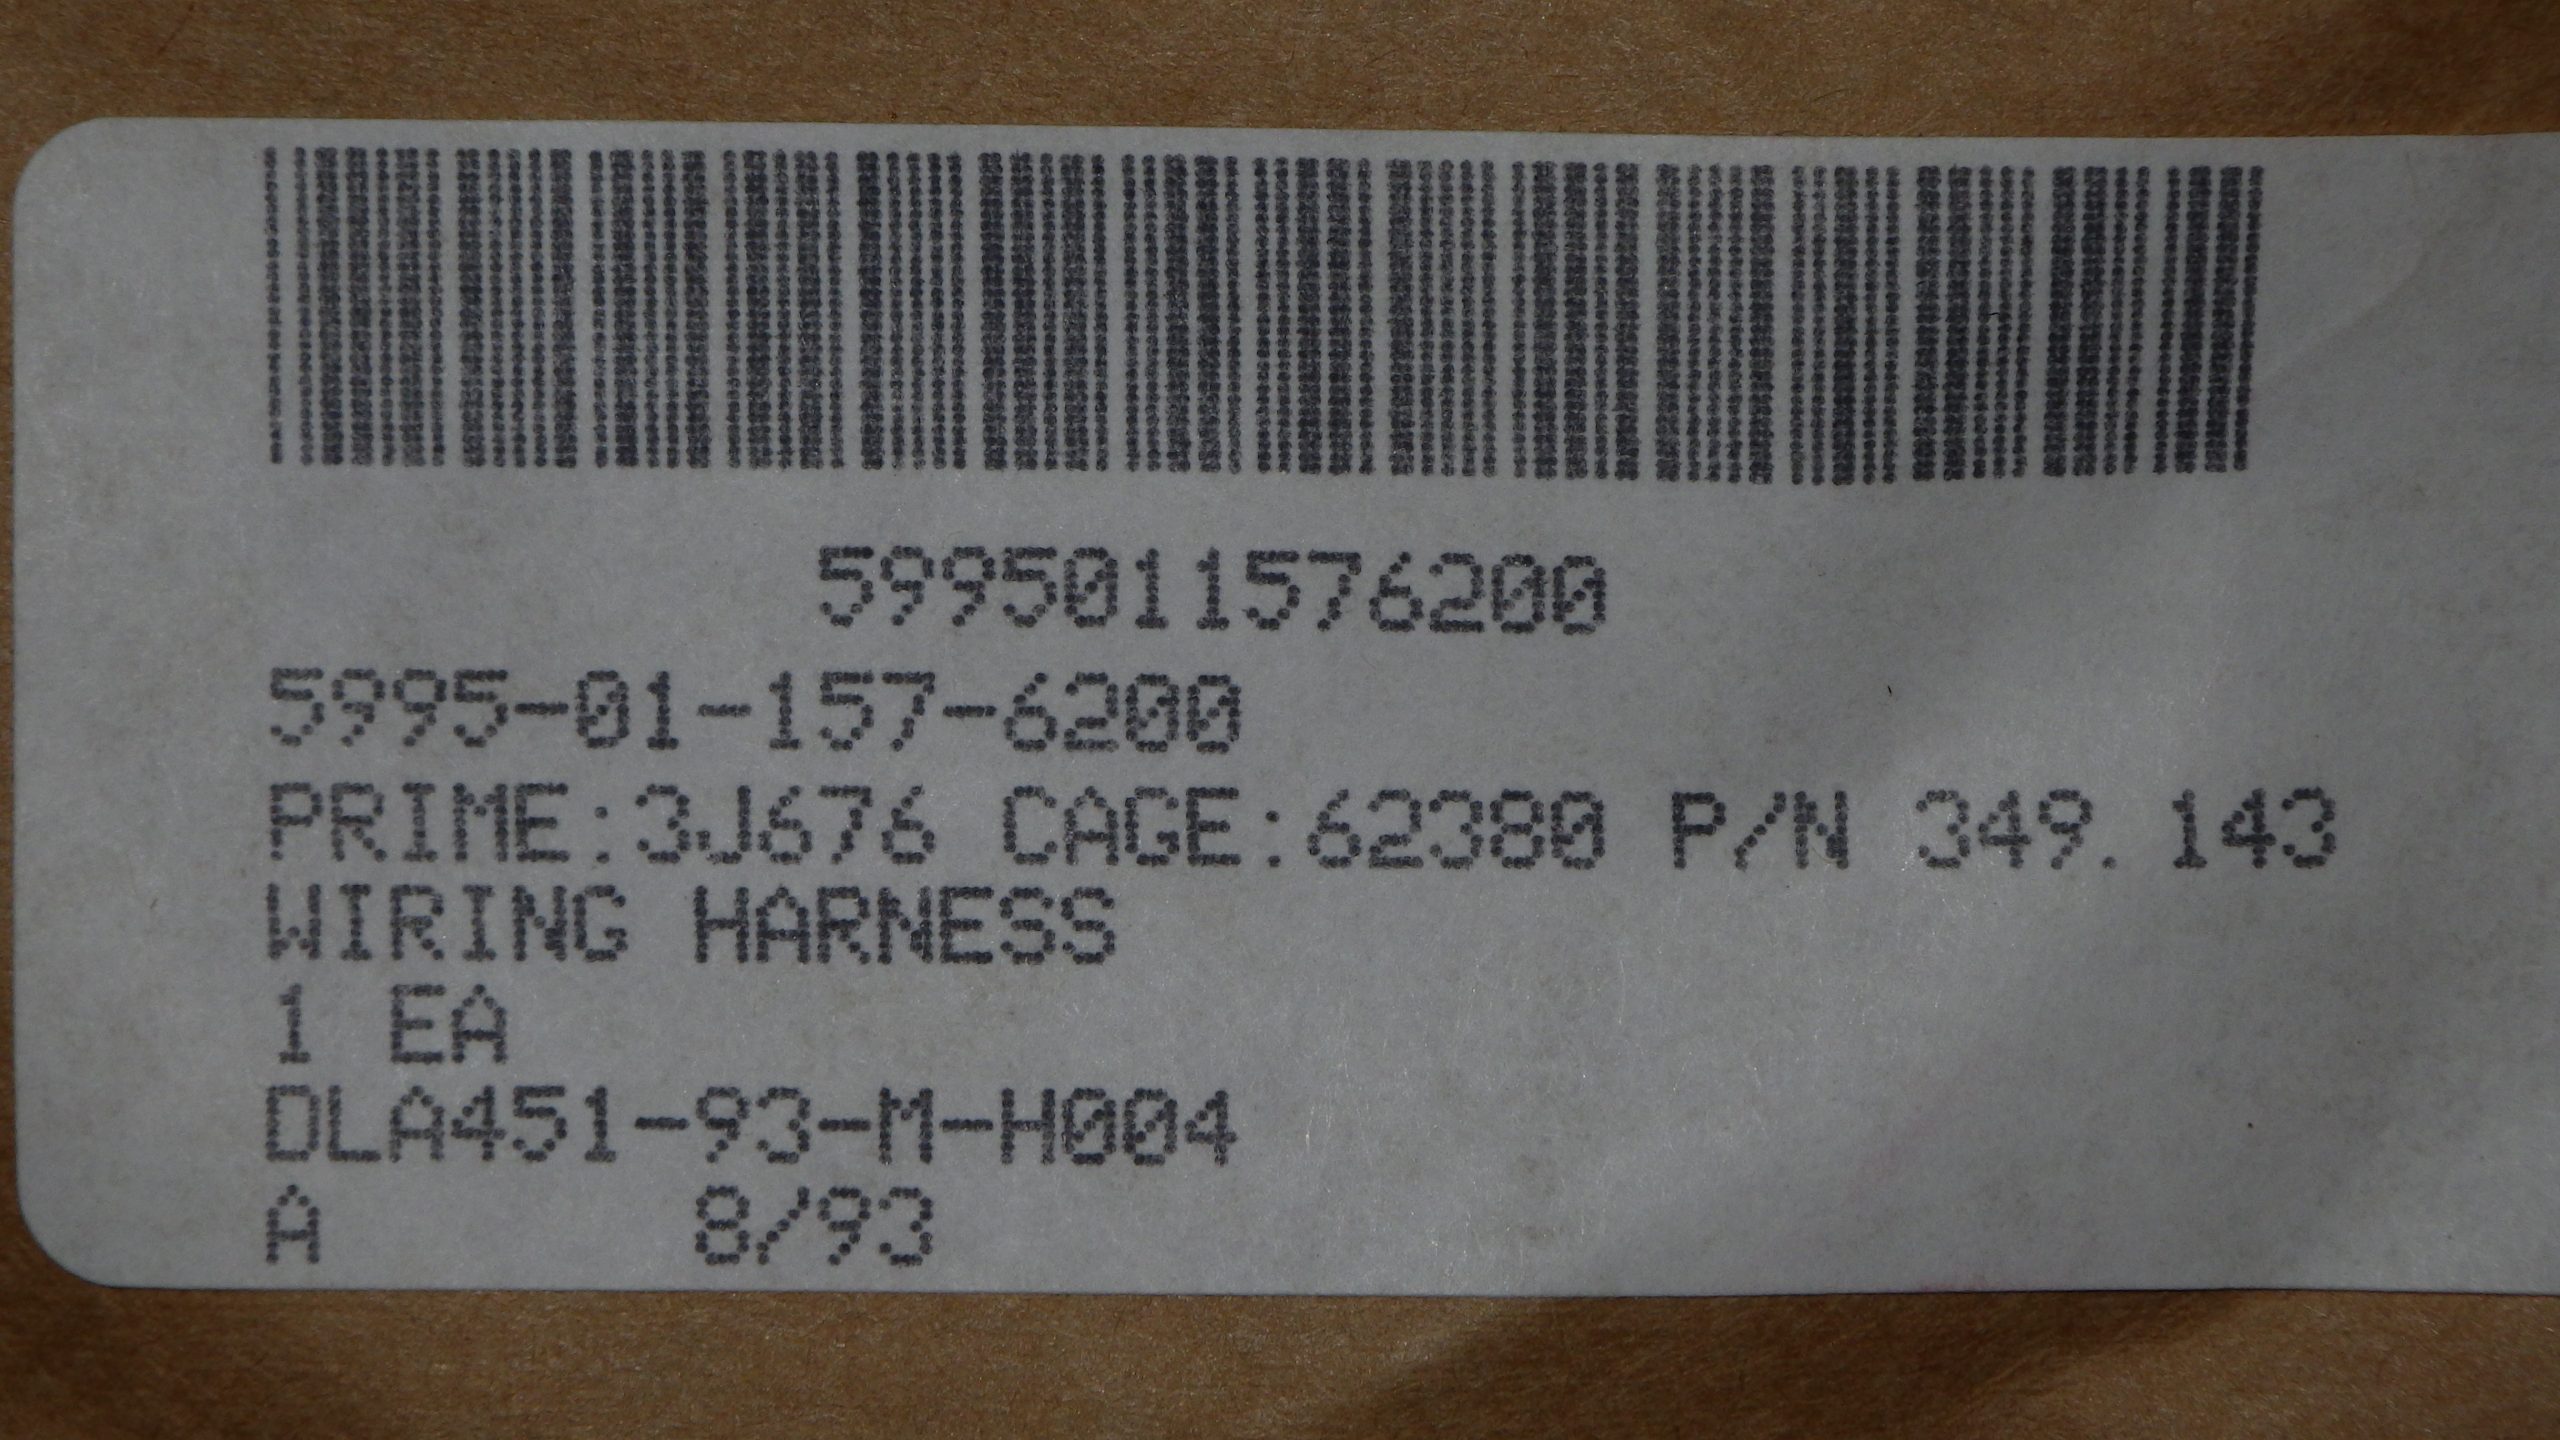 5995011576200
5995-01-157-6200
PRIME:3J676 CAGE:62380 P/N 349.143
WIRING HARNESS
1 EA
DLA451-93-M-H004
A 8/93